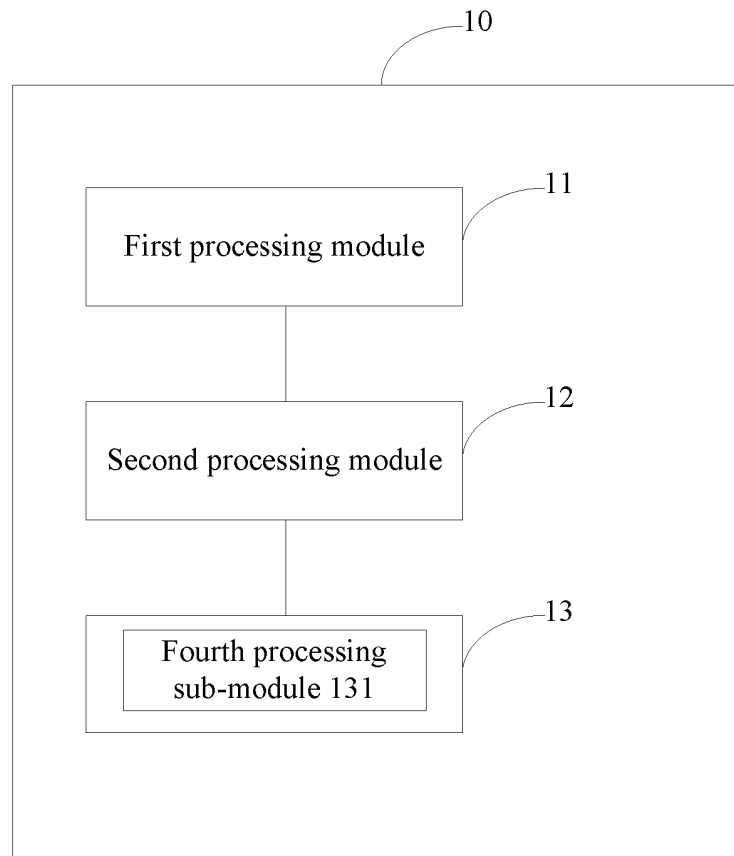 10
11
First processing module
12
Second processing module
13
Fourth processing
sub-module 131